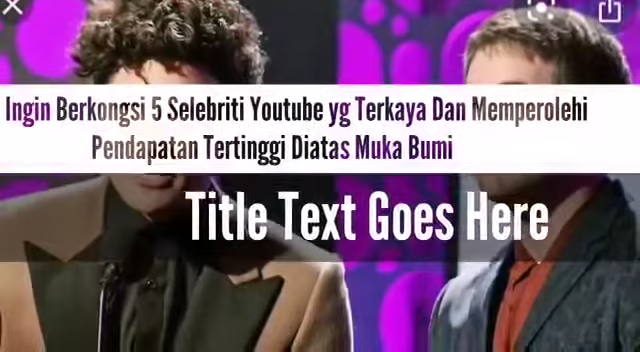 Ingin Berkongsi 5 Selebriti Youtube yg Terkaya Dan Memperolehi
Pendapatan Tertinggi Diatas Muka Bumi
Title Text Goes Here